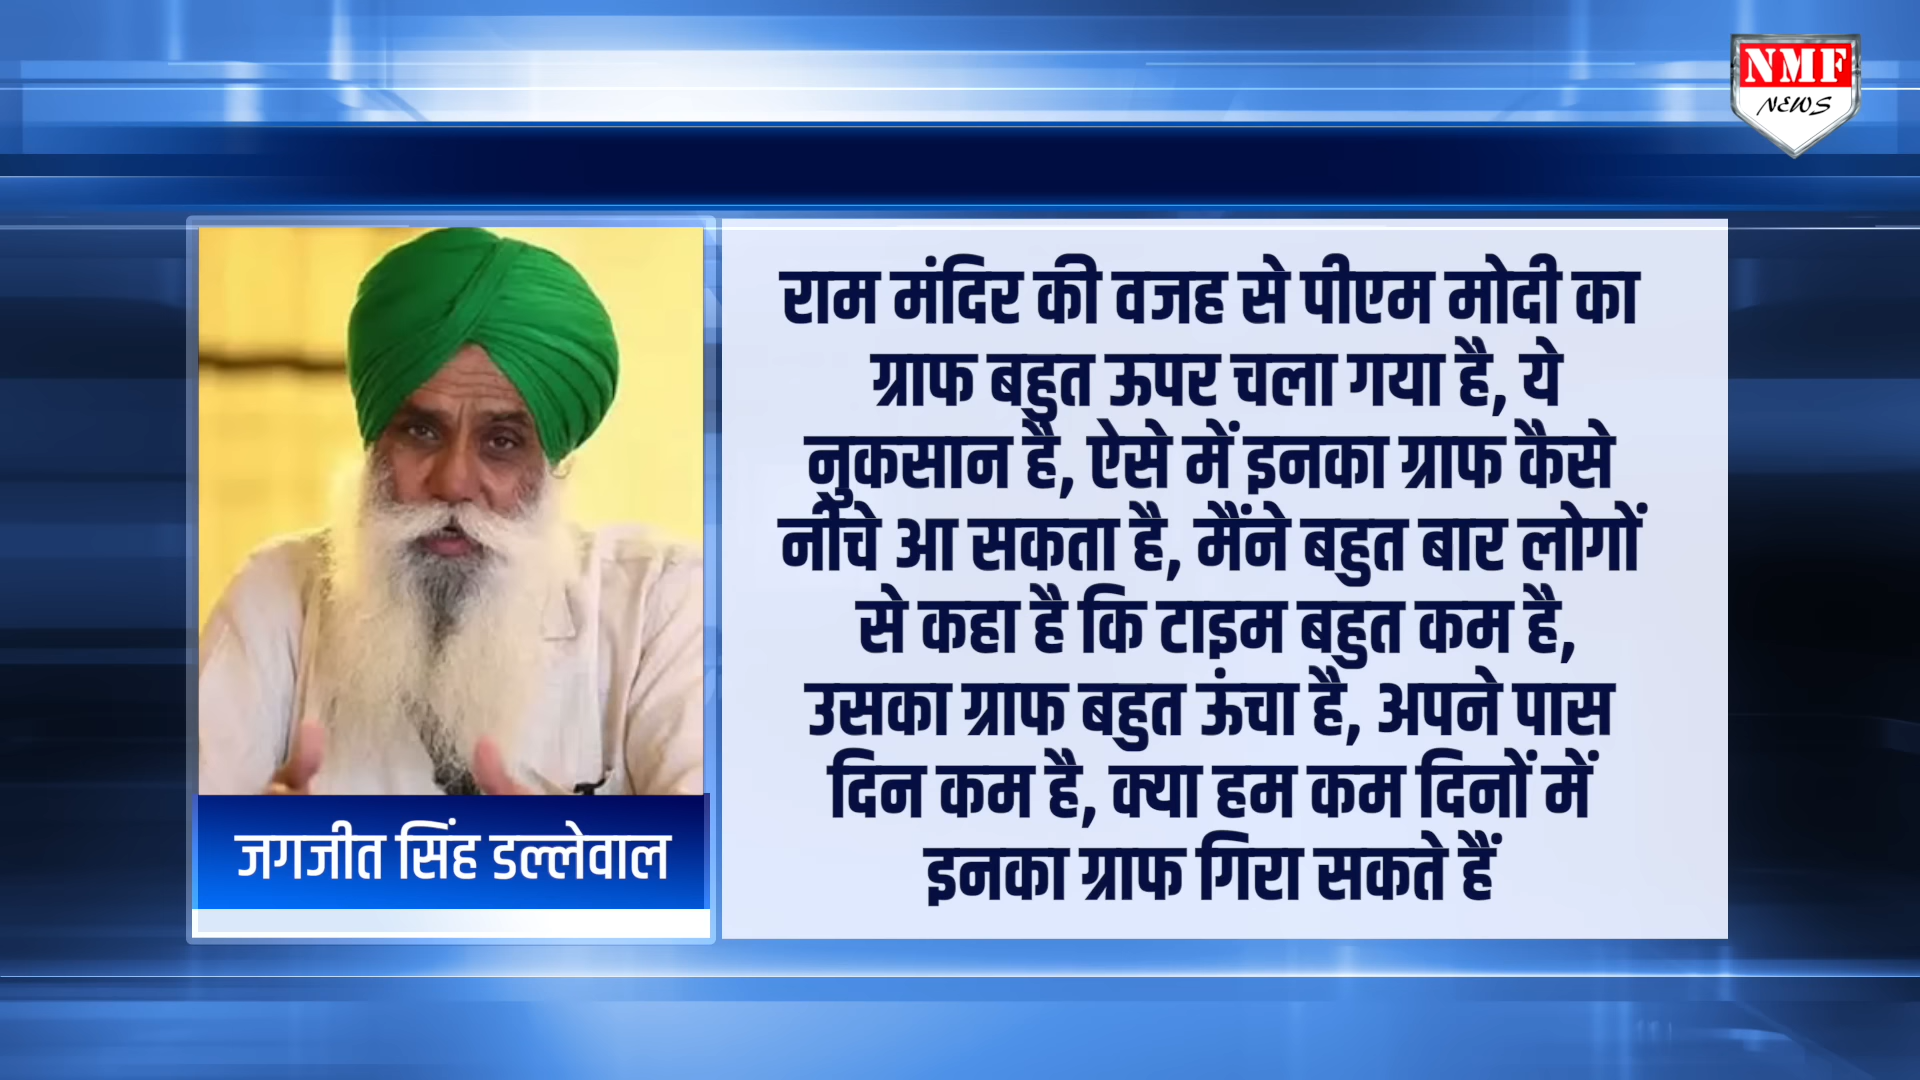 NMF
NEWS
राम मंदिर की वजह से पीएम मोदी का
ग्राफ बहुत ऊपर चला गया है, ये
नुकसान है, ऐसे में इनका ग्राफ कैसे
नीचे आ सकता है, मैंने बहुत बार लोगों
से कहा है कि टाइम बहुत कम है,
उसका ग्राफ बहुत ऊंचा है, अपने पास
दिन कम है, क्या हम कम दिनों में
इनका ग्राफ गिरा सकते हैं
जगजीत सिंह डल्लेवाल